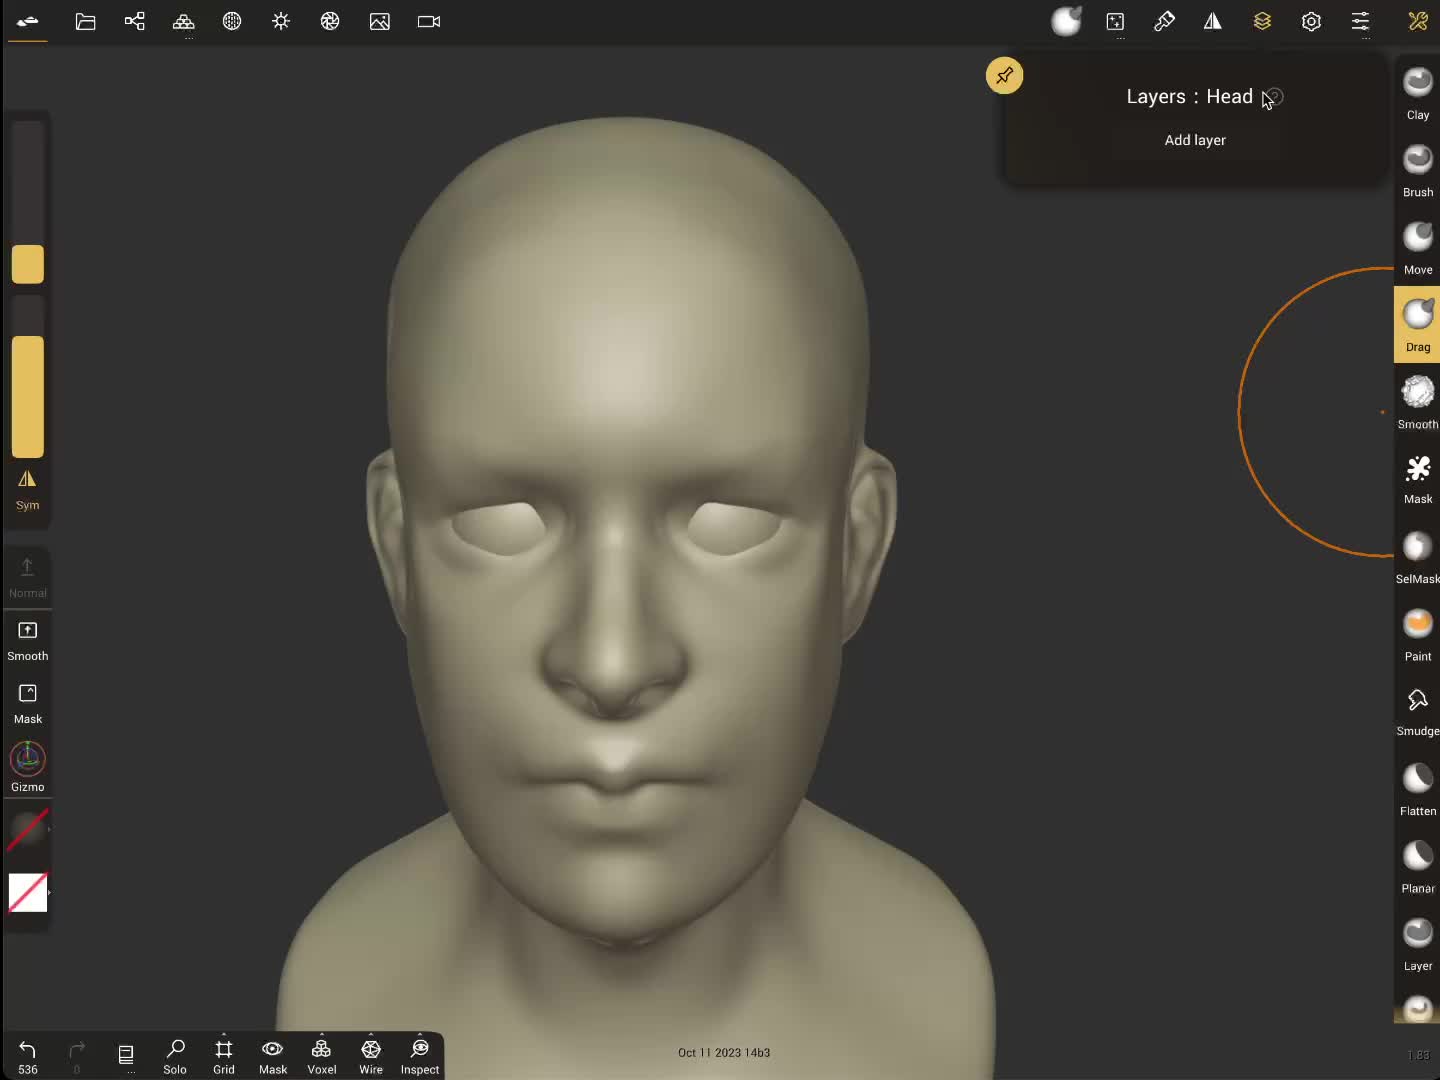 Layers : Head ?
Add layer
Clay
Brush
Move
Drag
Smooth
Mask
SelMask
Paint
Smudge
Flatten
Planar
Layer
Sym
Normal
Smooth
Mask
Gizmo
536
0
...
Solo
Grid
Mask
Voxel
Wire
Inspect
Oct 11 2023 14b3
1.83